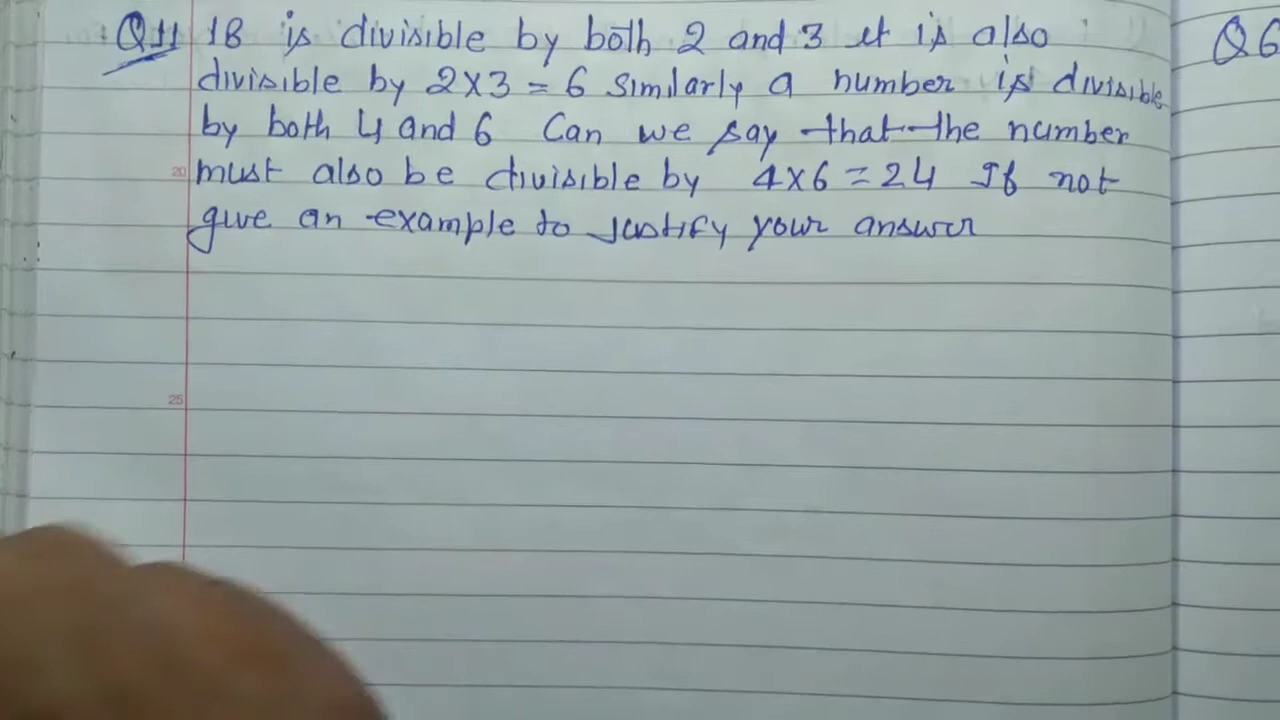 Q11 18 is divisible by both 2 and 3 it is also
divisible by 2×3 = 6 Similarly a number is divisible
by both 4 and 6 Can we say that the number
must also be divisible by 4×6 = 24 If not
give an example to justify your answer
20
25
Q6